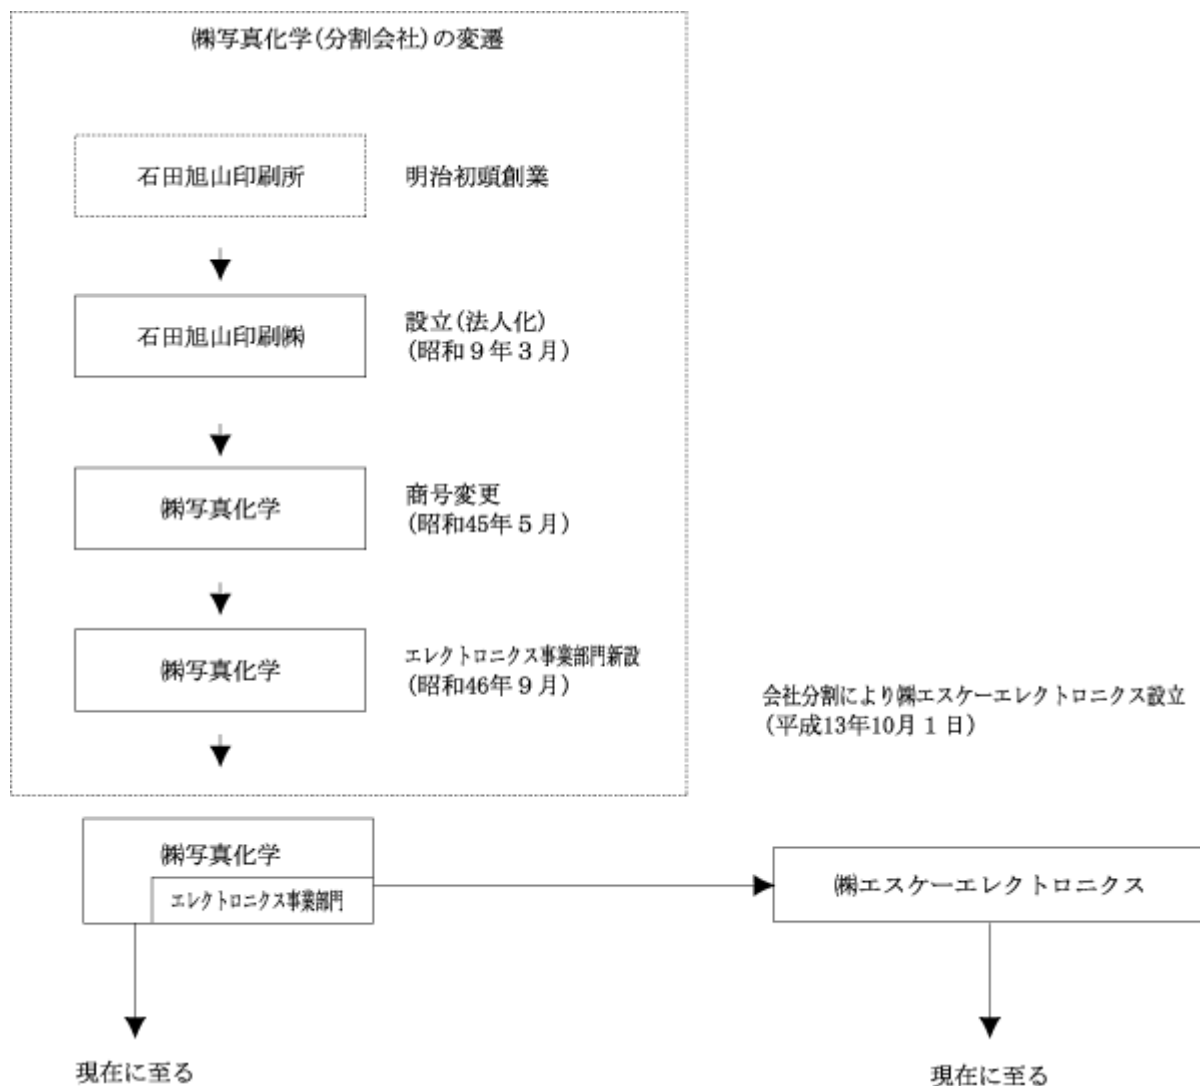 ㈱写真化学(分割会社)の変遷
石田旭山印刷所
明治初頭創業
石田旭山印刷㈱
設立(法人化)
(昭和９年３月)
㈱写真化学
商号変更
(昭和45年５月)
㈱写真化学
エレクトロニクス事業部門新設
(昭和46年９月)
会社分割により㈱エスケーエレクトロニクス設立
(平成13年10月１日)
㈱写真化学
エレクトロニクス事業部門
㈱エスケーエレクトロニクス
現在に至る
現在に至る